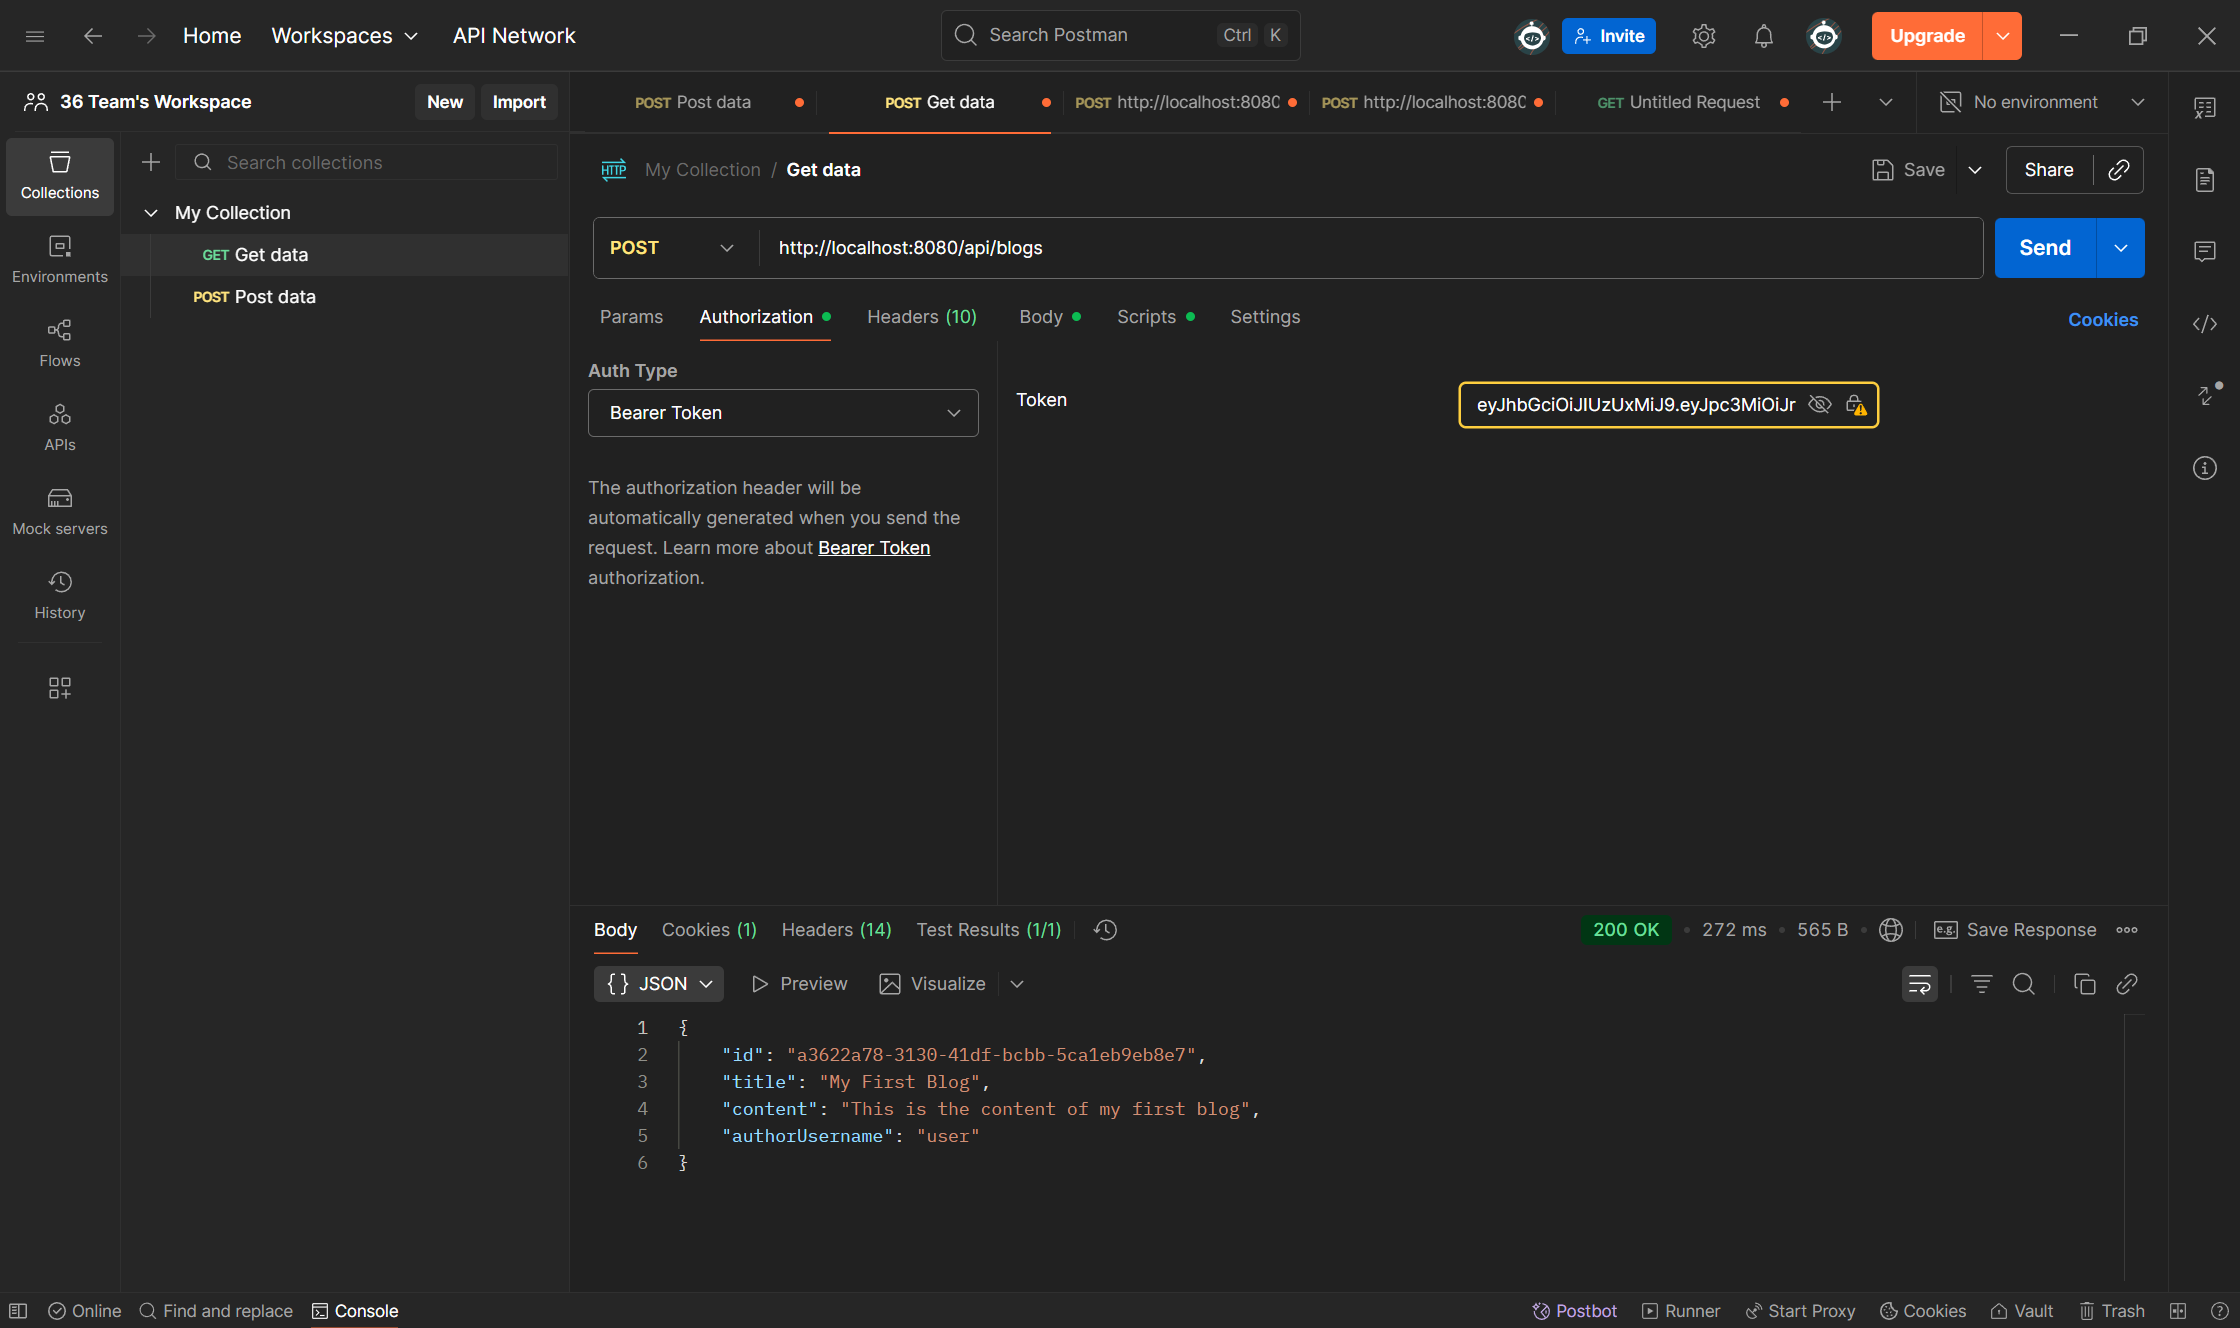 Home Workspaces API Network Search Postman Ctrl K Invite Upgrade
36 Team's Workspace New Import
POST Post data POST Get data POST http://localhost:8080 POST http://localhost:8080 GET Untitled Request No environment
Collections
Search collections
My Collection
GET Get data
POST Post data
Environments
Flows
APIs
Mock servers
History
HTTP My Collection / Get data Save Share
POST http://localhost:8080/api/blogs Send
Params Authorization Headers (10) Body Scripts Settings Cookies
Auth Type
Bearer Token
Token eyJhbGciOiJIUzUxMiJ9.eyJpc3MiOiJr
The authorization header will be
automatically generated when you send the
request. Learn more about Bearer Token
authorization.
Body Cookies (1) Headers (14) Test Results (1/1) 200 OK • 272 ms • 565 B • e.g. Save Response
{} JSON Preview Visualize
1 {
2 "id": "a3622a78-3130-41df-bcbb-5ca1eb9eb8e7",
3 "title": "My First Blog",
4 "content": "This is the content of my first blog",
5 "authorUsername": "user"
6 }
Online Find and replace Console Postbot Runner Start Proxy Cookies Vault Trash